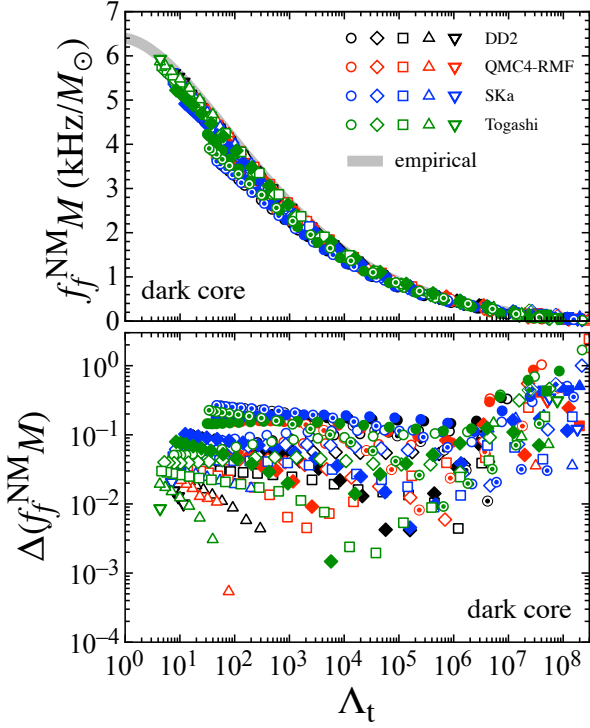 7
6
5
4
3
2
1
0
f_f^NM M (kHz/M_⊙)
DD2
QMC4-RMF
SKa
Togashi
empirical
dark core
10^0
10^−1
10^−2
10^−3
10^−4
Δ(f_f^NM M)
dark core
10^0 10^1 10^2 10^3 10^4 10^5 10^6 10^7 10^8
Λ_t